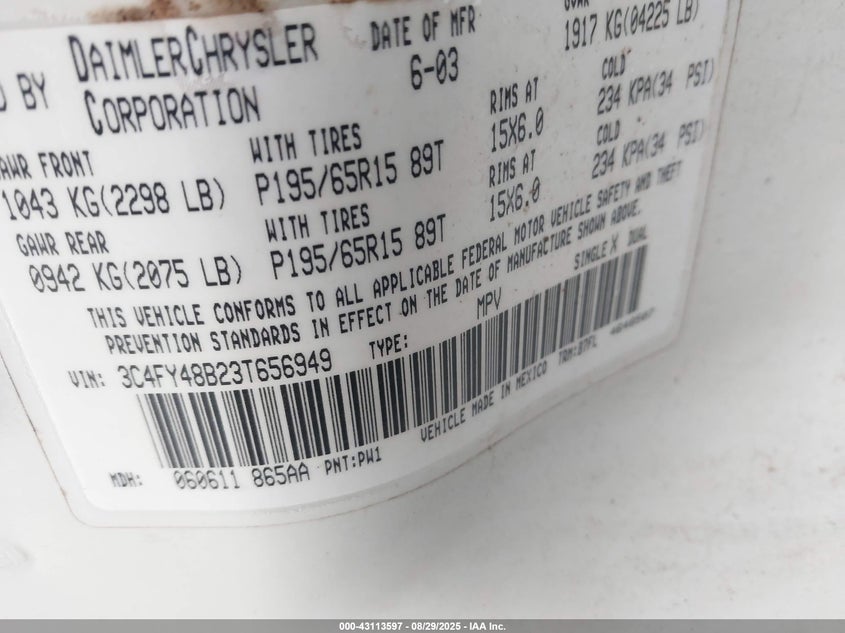 D BY DAIMLERCHRYSLER CORPORATION
DATE OF MFR
6-03
GVWR
1917 KG(04225 LB)
GAWR FRONT
1043 KG(2298 LB)
WITH TIRES
P195/65R15 89T
RIMS AT
15X6.0
COLD
234 KPA(34 PSI)
GAWR REAR
0942 KG(2075 LB)
WITH TIRES
P195/65R15 89T
RIMS AT
15X6.0
COLD
234 KPA(34 PSI)
THIS VEHICLE CONFORMS TO ALL APPLICABLE FEDERAL MOTOR VEHICLE SAFETY AND THEFT
PREVENTION STANDARDS IN EFFECT ON THE DATE OF MANUFACTURE SHOWN ABOVE.
VIN: 3C4FY48B23T656949
TYPE: MPV
SINGLE X DUAL
MDH: 060611 865AA PNT:PW1
VEHICLE MADE IN MEXICO
TRM:D7FL
000-43113597 - 08/29/2025 - IAA Inc.